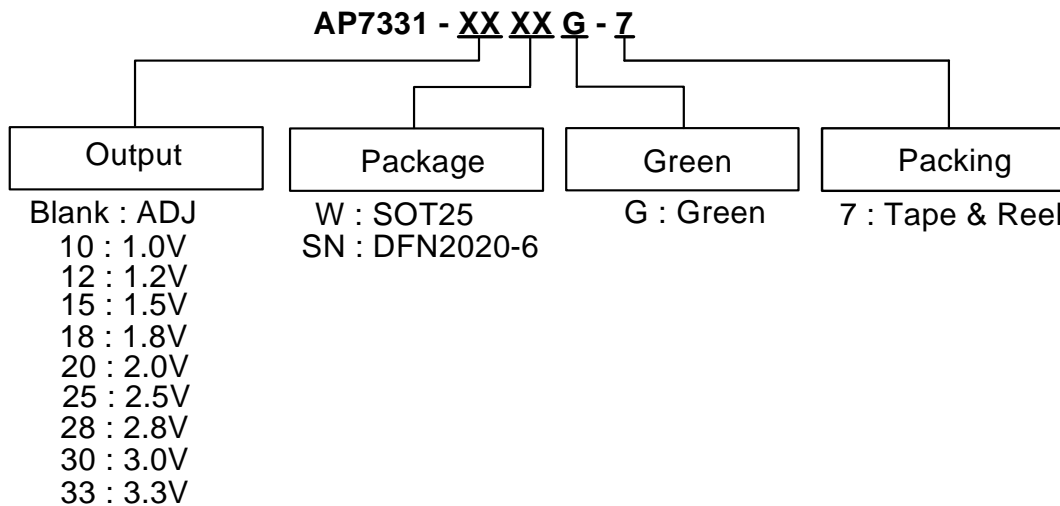 AP7331 - XX XX G - 7
Output
Package
Green
Packing
Blank : ADJ
10 : 1.0V
12 : 1.2V
15 : 1.5V
18 : 1.8V
20 : 2.0V
25 : 2.5V
28 : 2.8V
30 : 3.0V
33 : 3.3V
W : SOT25
SN : DFN2020-6
G : Green
7 : Tape & Reel